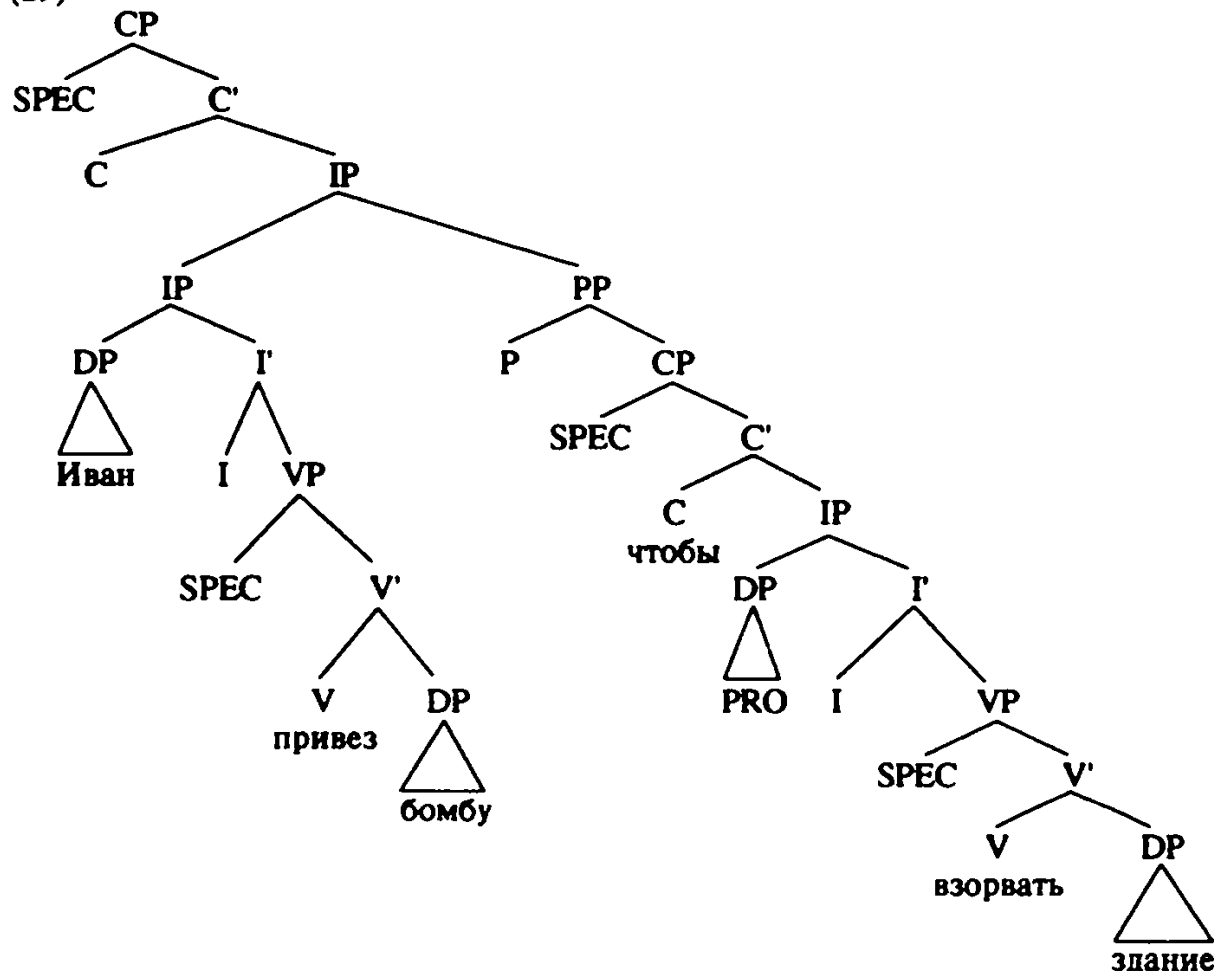 CP
SPEC C'
C IP
IP PP
DP I' P CP
Иван I VP SPEC C'
C IP
чтобы
SPEC V' DP I'
V DP PRO I VP
привез
SPEC V'
бомбу
V DP
взорвать
здание